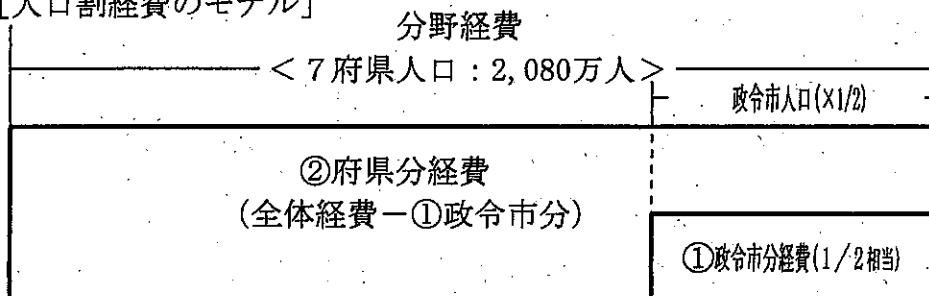 [人口割経費のモデル]
分野経費
<7府県人口:2,080万人>
政令市人口(×1/2)
②府県分経費
(全体経費-①政令市分)
①政令市分経費(1/2相当)